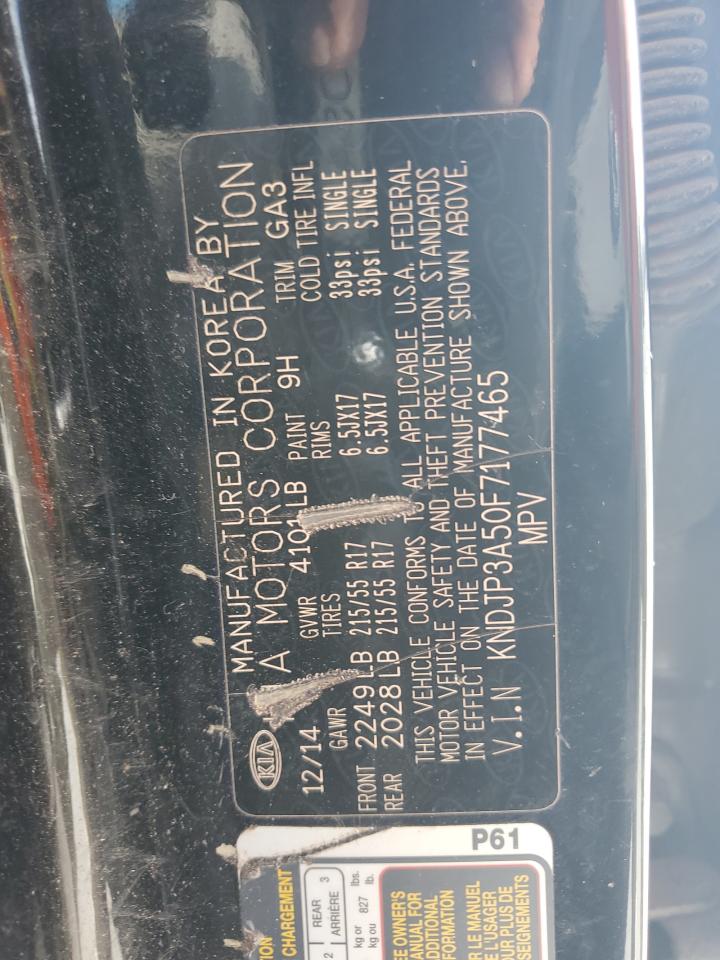 MANUFACTURED IN KOREA BY
A MOTORS CORPORATION
KIA
12/14 GVWR 4101 LB PAINT 9H TRIM GA3
GAWR TIRES RIMS COLD TIRE INFL
FRONT 2249 LB 215/55 R17 6.5JX17 33psi SINGLE
REAR 2028 LB 215/55 R17 6.5JX17 33psi SINGLE
THIS VEHICLE CONFORMS TO ALL APPLICABLE U.S.A. FEDERAL
MOTOR VEHICLE SAFETY AND THEFT PREVENTION STANDARDS
IN EFFECT ON THE DATE OF MANUFACTURE SHOWN ABOVE.
V.I.N KNDJP3A50F7177465
MPV
CHARGEMENT
2 REAR 3
ARRIÈRE
kg or 827 lbs.
kg ou lb.
OWNER'S
FOR
P61